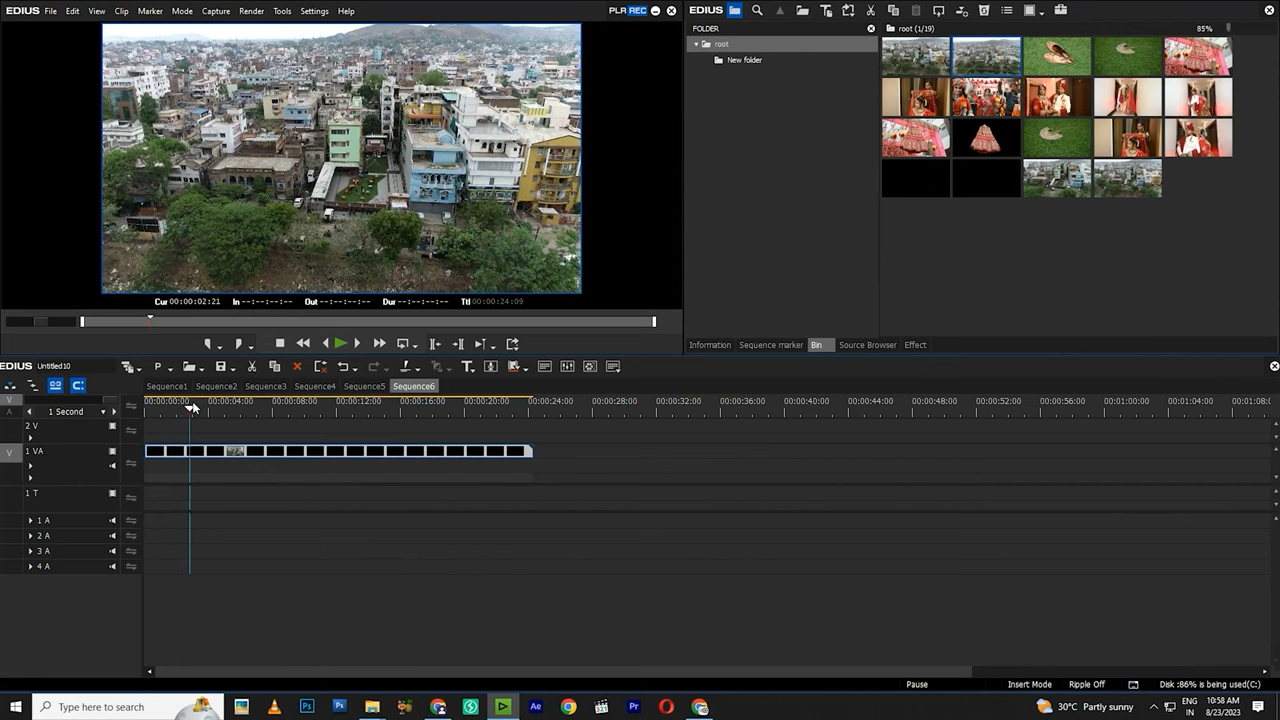 EDIUS File Edit View Clip Marker Mode Capture Render Tools Settings Help PLR REC
EDIUS
FOLDER
root (1/19) 85%
root
New folder
Cur 00:00:02:21 In --:--:--:-- Out --:--:--:-- Dur --:--:--:-- Ttl 00:00:24:09
Information Sequence marker Bin Source Browser Effect
EDIUS Untitled10
Sequence1 Sequence2 Sequence3 Sequence4 Sequence5 Sequence6
V
A
1 Second
00:00:00:00 00:00:04:00 00:00:08:00 00:00:12:00 00:00:16:00 00:00:20:00 00:00:24:00 00:00:28:00 00:00:32:00 00:00:36:00 00:00:40:00 00:00:44:00 00:00:48:00 00:00:52:00 00:00:56:00 00:01:00:00 00:01:04:00 00:01:08:0
2 V
V
1 VA
1 T
1 A
2 A
3 A
4 A
Pause Insert Mode Ripple Off Disk :86% is being used(C:)
Type here to search
30°C Partly sunny
ENG
IN
10:58 AM
8/23/2023